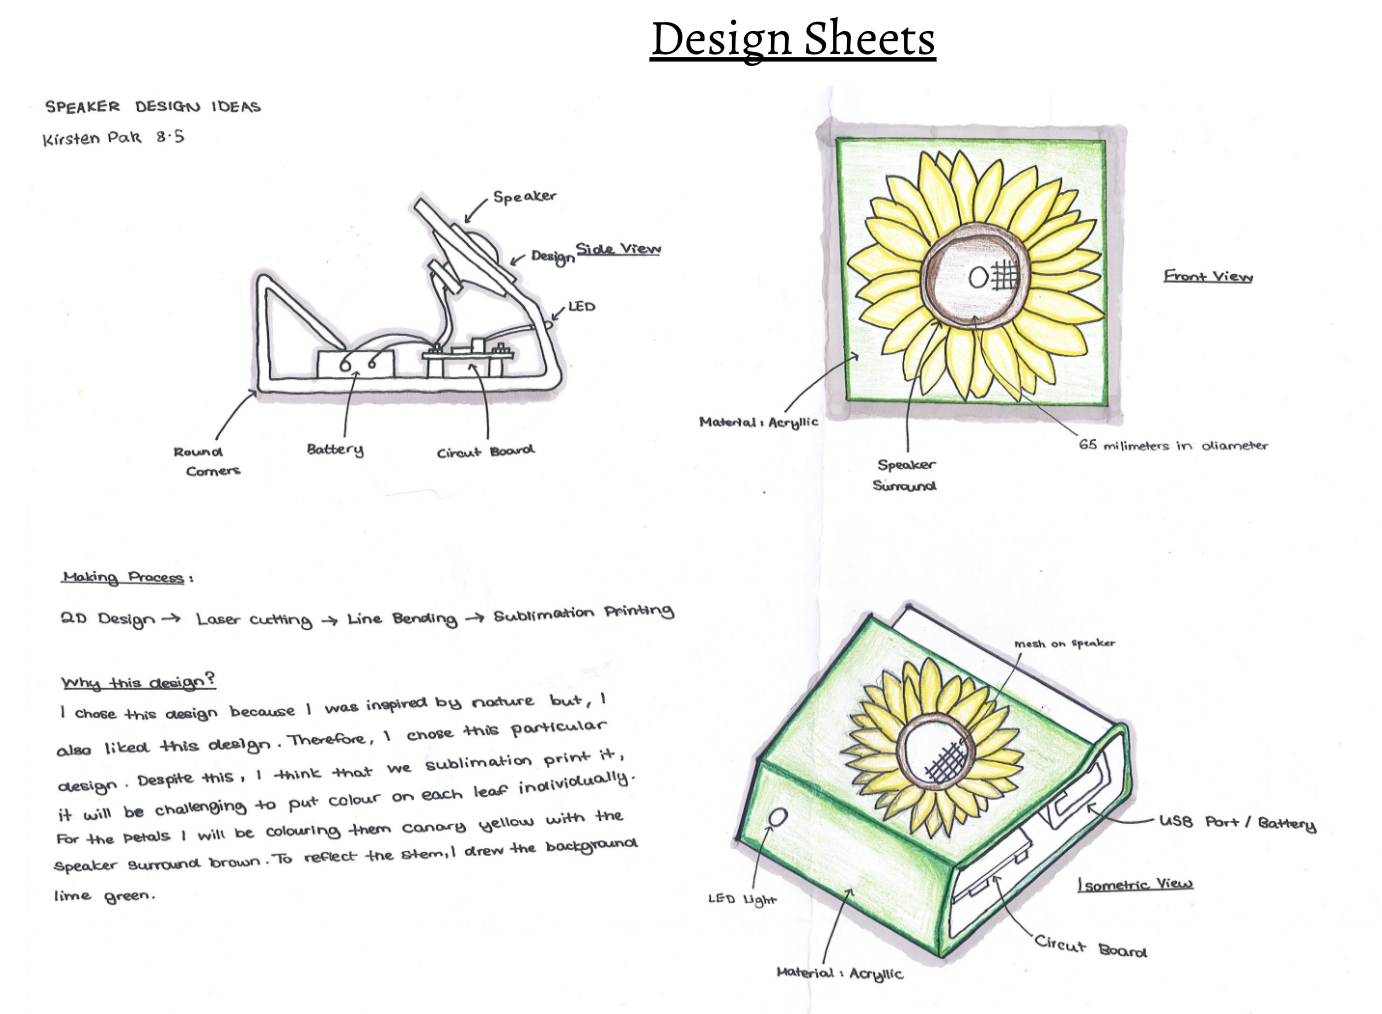 Design Sheets
SPEAKER DESIGN IDEAS
Kirsten Pak 8.5
Speaker
Design
Side View
LED
Round
Corners
Battery
Circut Board
Front View
Material : Acryllic
Speaker
Surround
65 milimeters in diameter
Making Process :
2D Design → Laser cutting → Line Bending → Sublimation Printing
Why this design?
I chose this design because I was inspired by nature but, I
also liked this design. Therefore, I chose this particular
design. Despite this, I think that we sublimation print it,
it will be challenging to put colour on each leaf individually.
For the petals I will be colouring them canary yellow with the
speaker surround brown. To reflect the stem, I drew the background
lime green.
mesh on speaker
USB Port / Battery
Isometric View
LED Light
Circut Board
Material : Acryllic